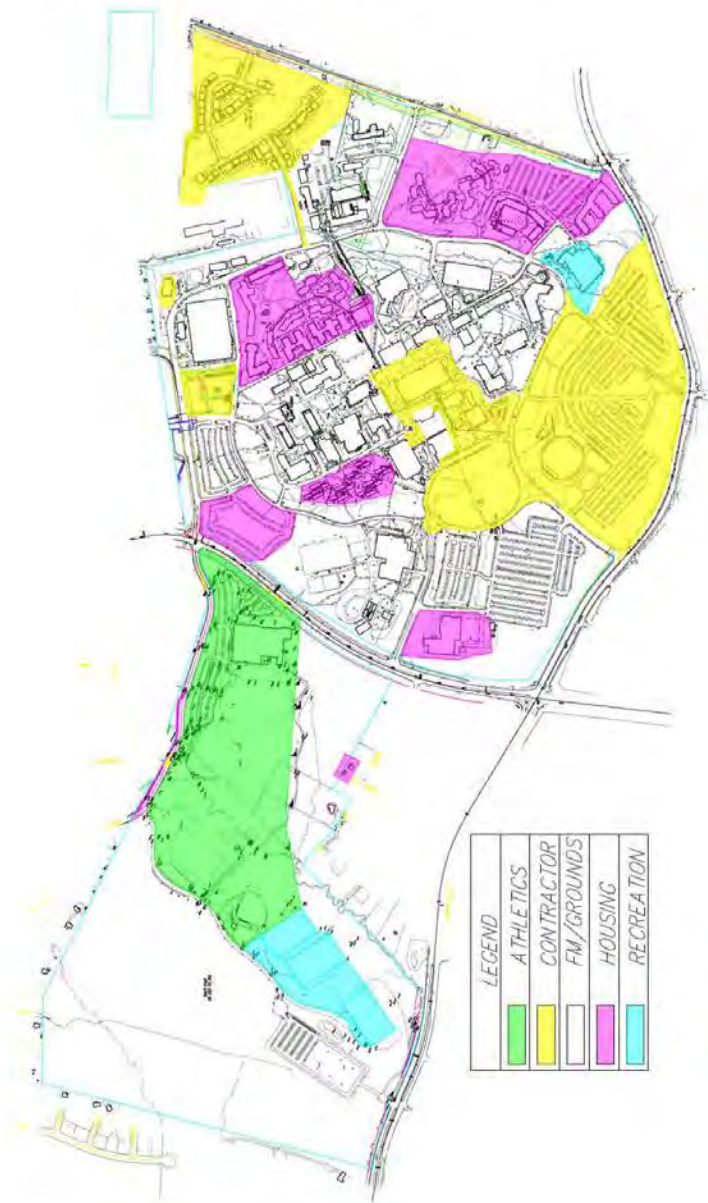 LEGEND
ATHLETICS
CONTRACTOR
FM/GROUNDS
HOUSING
RECREATION